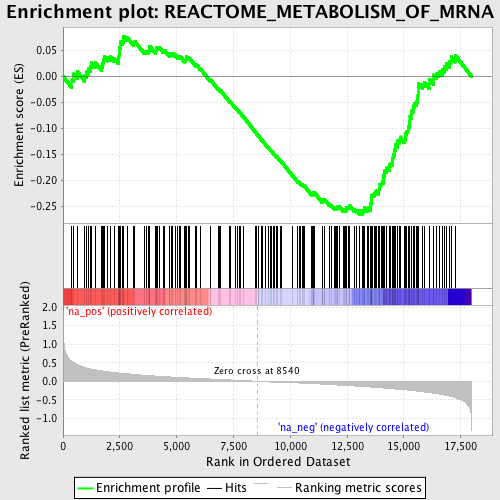 Enrichment plot: REACTOME_METABOLISM_OF_MRNA
Enrichment score (ES)
0.05
0.00
-0.05
-0.10
-0.15
-0.20
-0.25
'na_pos' (positively correlated)
Ranked list metric (PreRanked)
2.0
1.5
1.0
0.5
0.0
-0.5
-1.0
Zero cross at 8540
'na_neg' (negatively correlated)
0
2,500
5,000
7,500
10,000
12,500
15,000
17,500
Rank in Ordered Dataset
Enrichment profile
Hits
Ranking metric scores